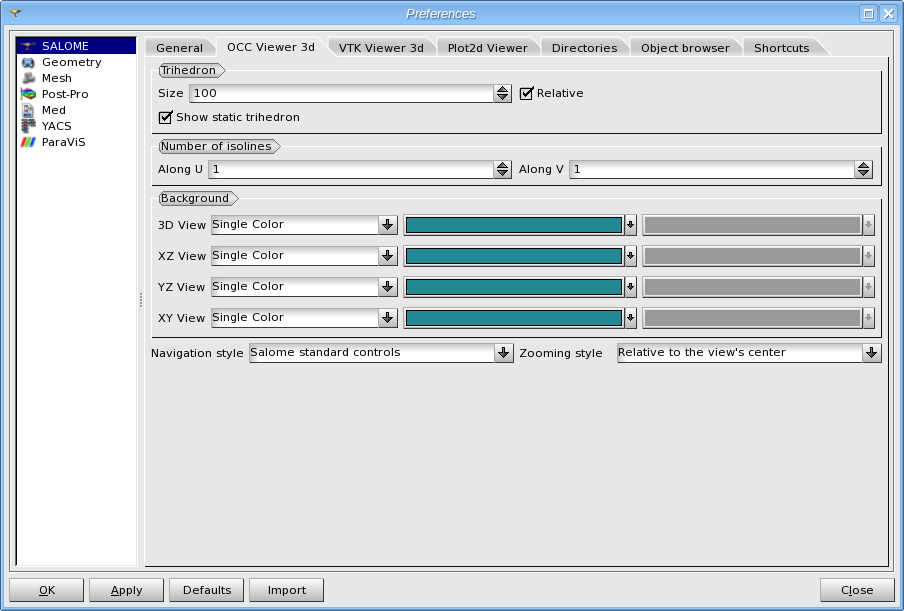 Preferences
SALOME
Geometry
Mesh
Post-Pro
Med
YACS
ParaViS
General OCC Viewer 3d VTK Viewer 3d Plot2d Viewer Directories Object browser Shortcuts
Trihedron
Size 100 Relative
Show static trihedron
Number of isolines
Along U 1 Along V 1
Background
3D View Single Color
XZ View Single Color
YZ View Single Color
XY View Single Color
Navigation style Salome standard controls Zooming style Relative to the view's center
OK Apply Defaults Import Close